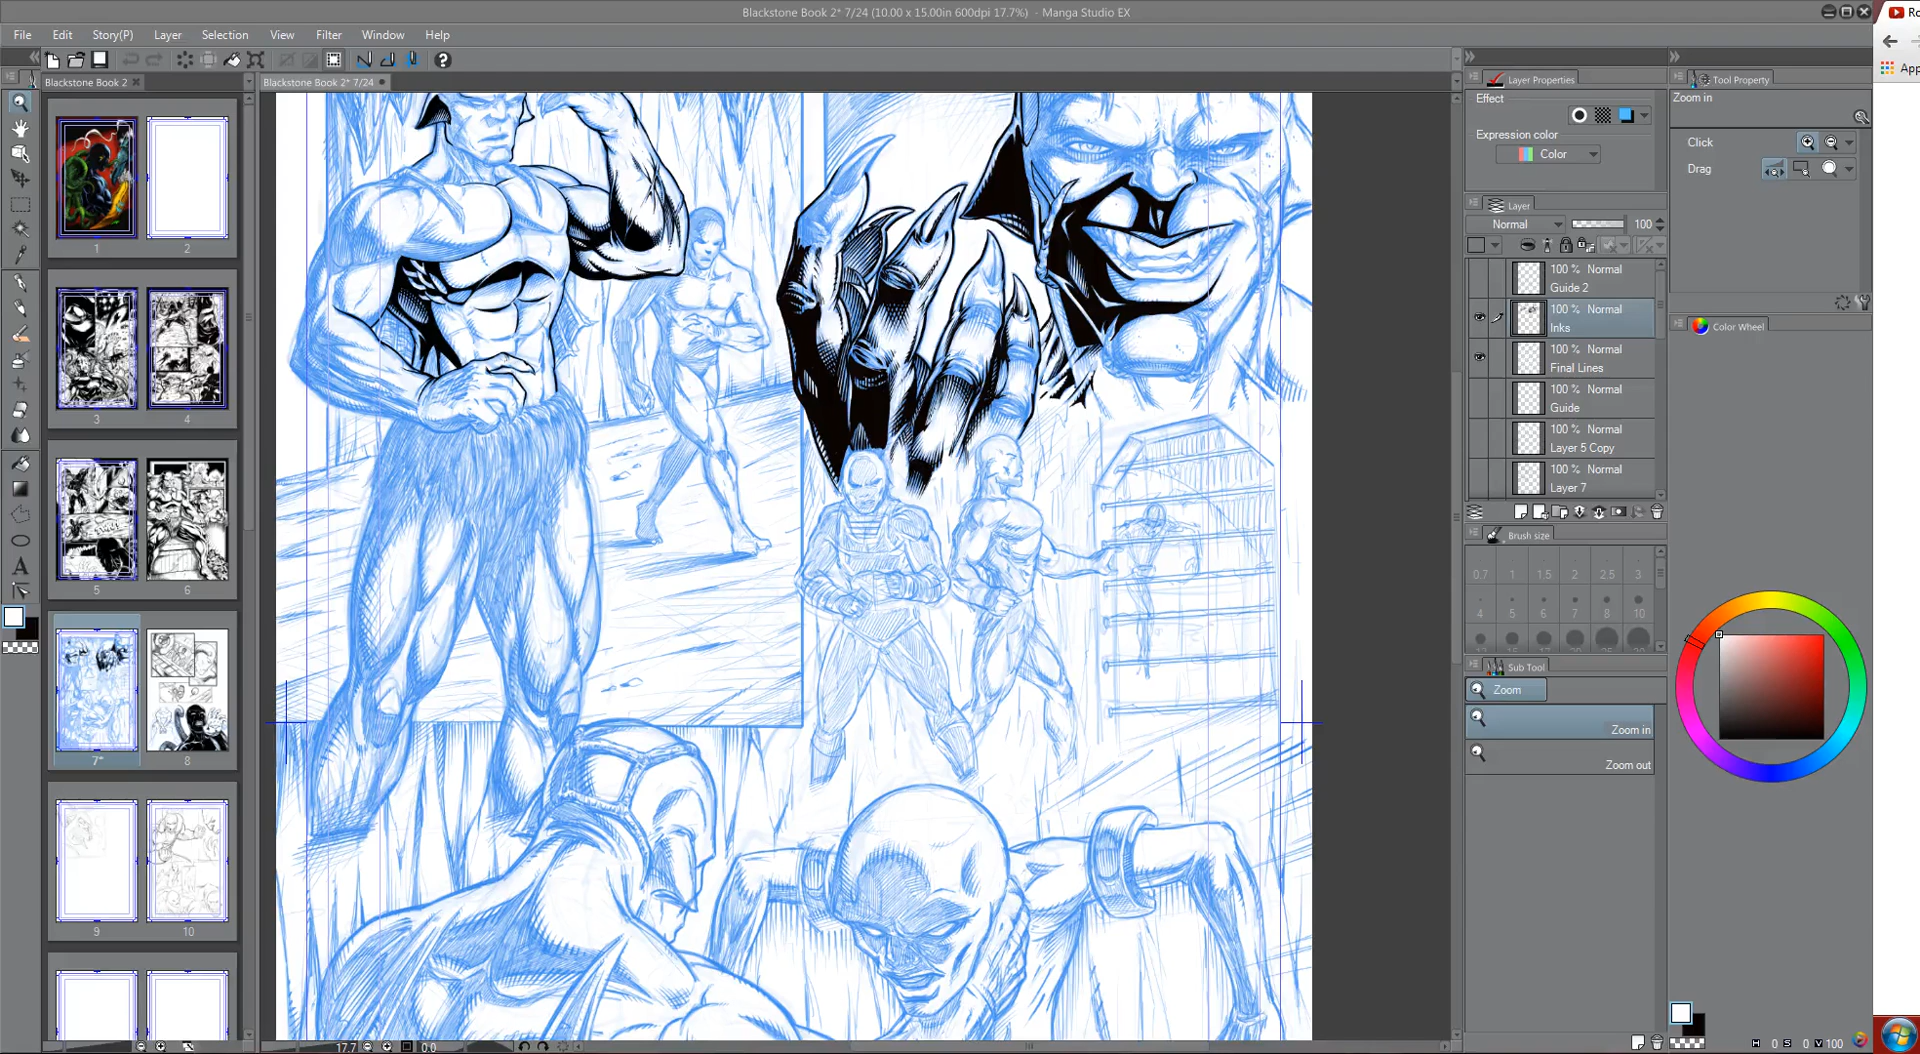 Blackstone Book 2* 7/24 (10.00 x 15.00in 600dpi 17.7%)  - Manga Studio EX
File Edit Story(P) Layer Selection View Filter Window Help
Blackstone Book 2
Blackstone Book 2* 7/24
1 2
3 4
5 6
7* 8
9 10
17.7 0.0
Layer Properties
Effect
Expression color
Color
Layer
Normal 100
100 % Normal
Guide 2
100 % Normal
Inks
100 % Normal
Final Lines
100 % Normal
Guide
100 % Normal
Layer 5 Copy
100 % Normal
Layer 7
Brush size
0.7 1 1.5 2 2.5 3
4 5 6 7 8 10
Sub Tool
Zoom
Zoom in
Zoom out
Tool Property
Zoom in
Click
Drag
Color Wheel
H 0 S 0 V 100
Ro
App